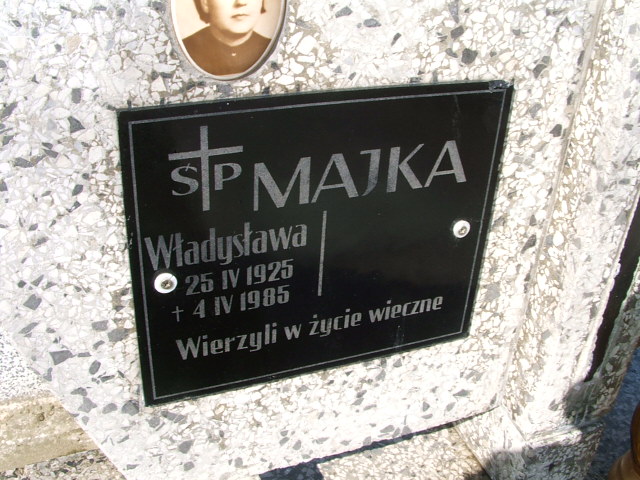 ŚP MAJKA
Władysława
25 IV 1925
+ 4 IV 1985
Wierzyli w życie wieczne